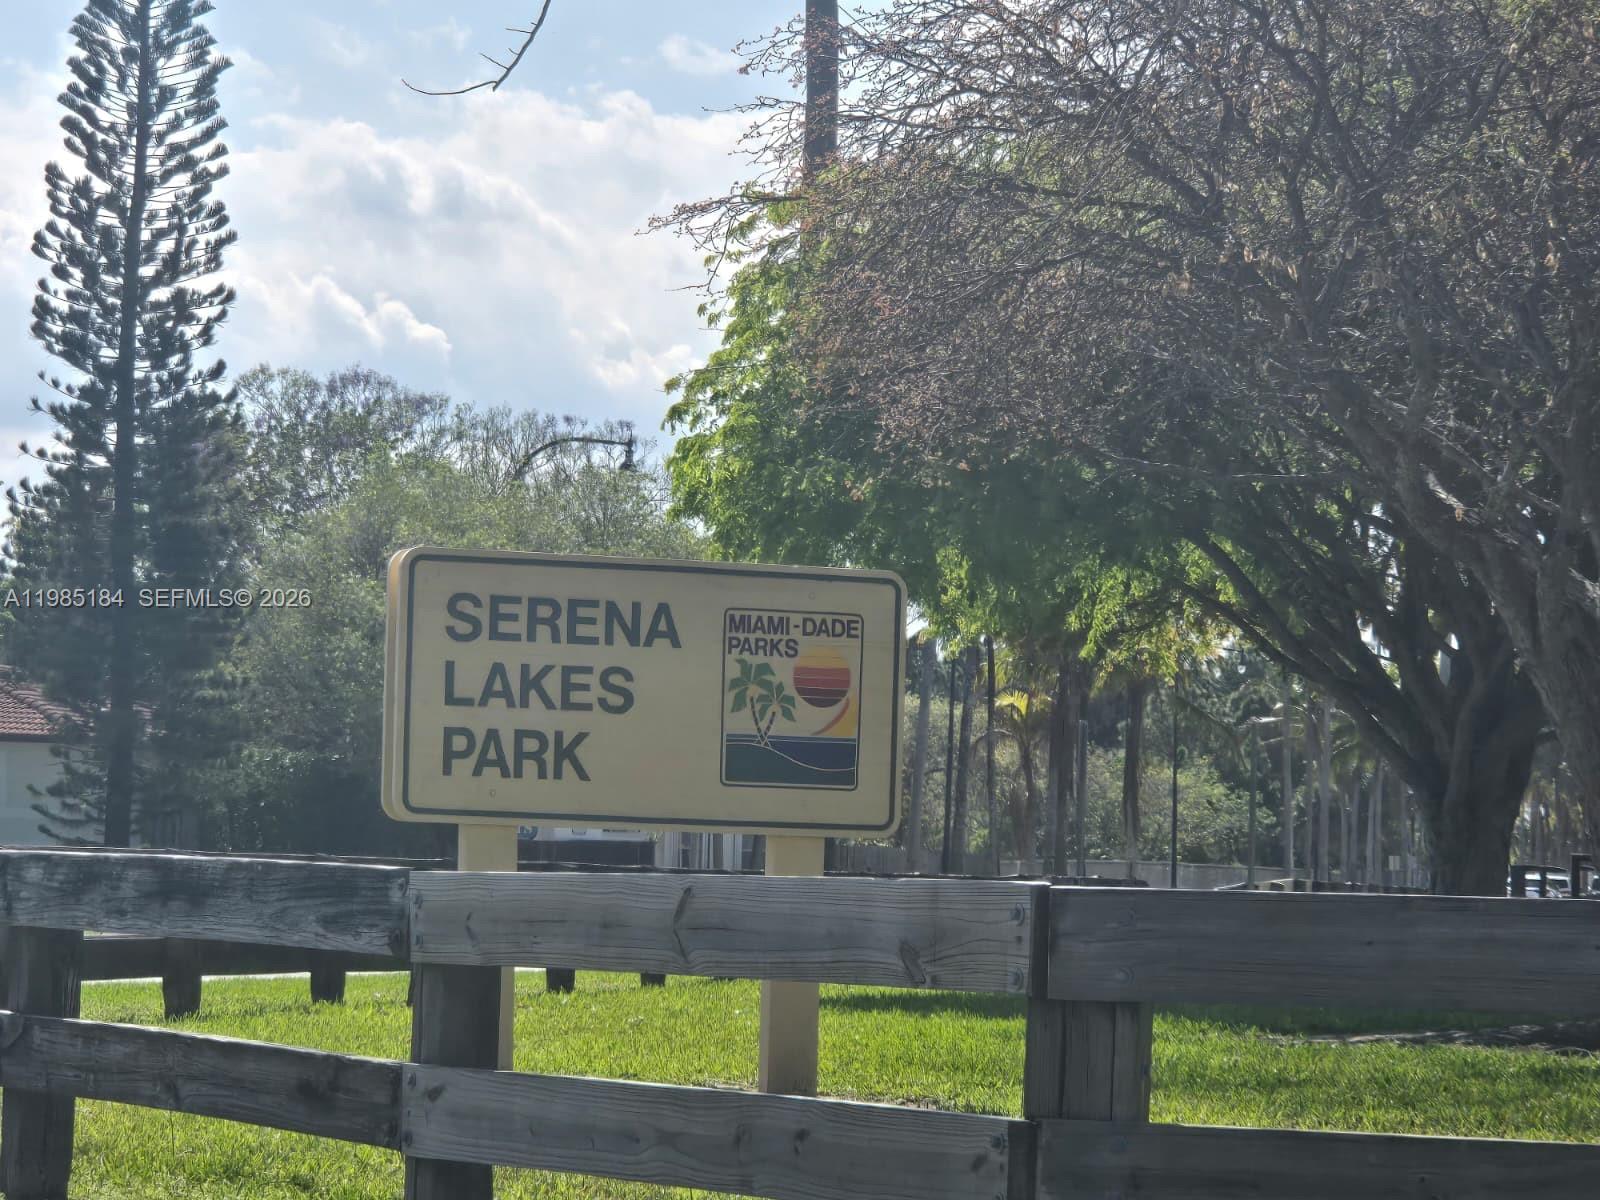 SERENA
LAKES
PARK
MIAMI-DADE
PARKS
A11985184 SEFMLS© 2026